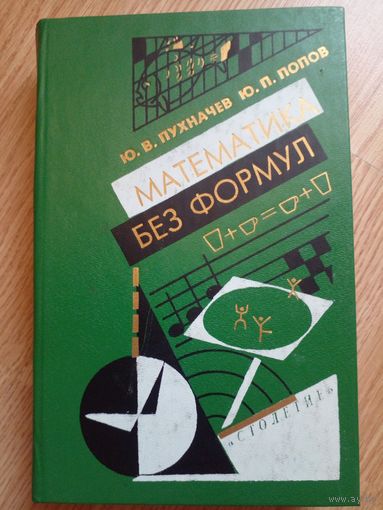 Ю. В. ПУХНАЧЕВ Ю. П. ПОПОВ
МАТЕМАТИКА
БЕЗ ФОРМУЛ
"СТОЛЕТИЕ"